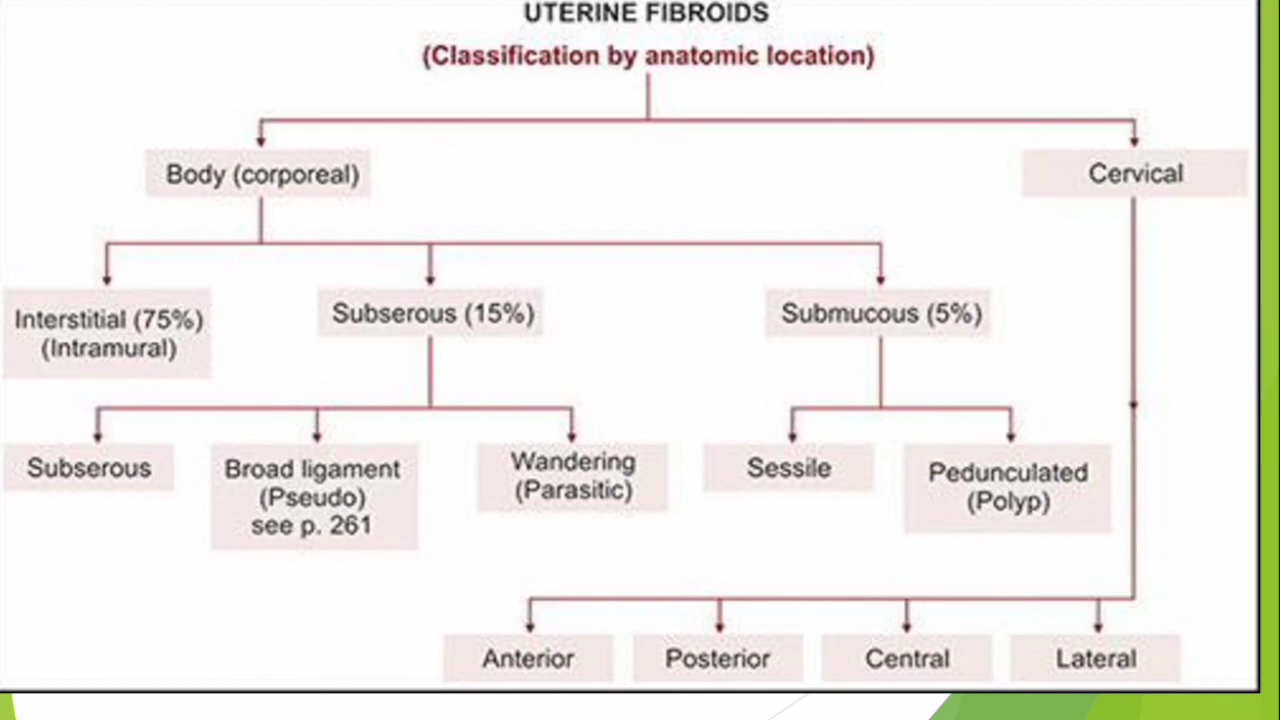 UTERINE FIBROIDS
(Classification by anatomic location)
Body (corporeal)
Cervical
Interstitial (75%)
(Intramural)
Subserous (15%)
Submucous (5%)
Subserous
Broad ligament
(Pseudo)
see p. 261
Wandering
(Parasitic)
Sessile
Pedunculated
(Polyp)
Anterior
Posterior
Central
Lateral